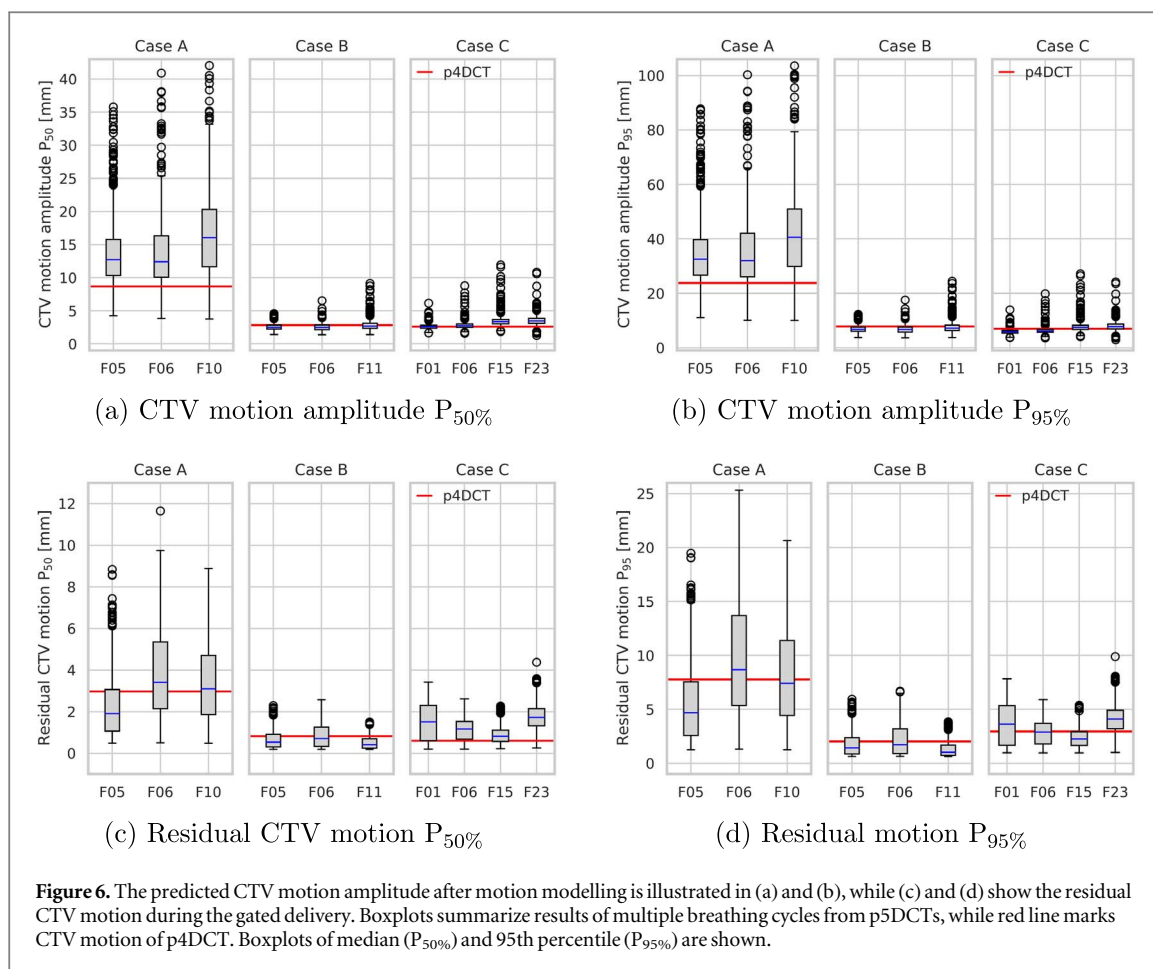 Case A
Case B
Case C
CTV motion amplitude P50 [mm]
40
35
30
25
20
15
10
5
0
p4DCT
F05 F06 F10
F05 F06 F11
F01 F06 F15 F23
(a) CTV motion amplitude P50%
Case A
Case B
Case C
CTV motion amplitude P95 [mm]
100
80
60
40
20
0
p4DCT
F05 F06 F10
F05 F06 F11
F01 F06 F15 F23
(b) CTV motion amplitude P95%
Case A
Case B
Case C
Residual CTV motion P50 [mm]
12
10
8
6
4
2
0
p4DCT
F05 F06 F10
F05 F06 F11
F01 F06 F15 F23
(c) Residual CTV motion P50%
Case A
Case B
Case C
Residual CTV motion P95 [mm]
25
20
15
10
5
0
p4DCT
F05 F06 F10
F05 F06 F11
F01 F06 F15 F23
(d) Residual motion P95%
Figure 6. The predicted CTV motion amplitude after motion modelling is illustrated in (a) and (b), while (c) and (d) show the residual
CTV motion during the gated delivery. Boxplots summarize results of multiple breathing cycles from p5DCTs, while red line marks
CTV motion of p4DCT. Boxplots of median (P50%) and 95th percentile (P95%) are shown.